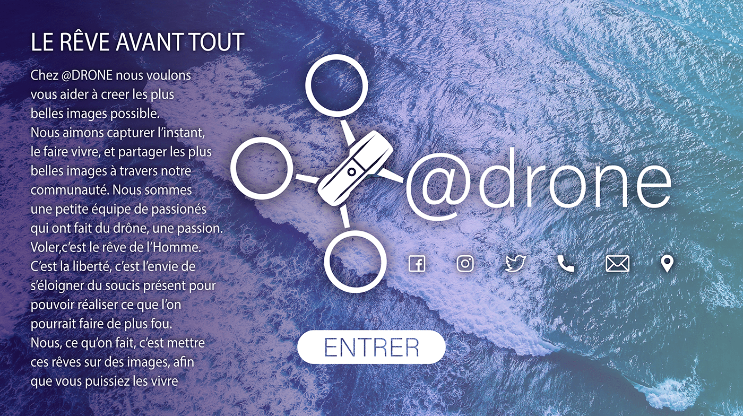 LE RÊVE AVANT TOUT
Chez @DRONE nous voulons
vous aider à creer les plus
belles images possible.
Nous aimons capturer l'instant,
le faire vivre, et partager les plus
belles images à travers notre
communauté. Nous sommes
une petite équipe de passionés
qui ont fait du drône, une passion.
Voler,c'est le rêve de l'Homme.
C'est la liberté, c'est l'envie de
s'éloigner du soucis présent pour
pouvoir réaliser ce que l'on
pourrait faire de plus fou.
Nous, ce qu'on fait, c'est mettre
ces rêves sur des images, afin
que vous puissiez les vivre
@drone
ENTRER